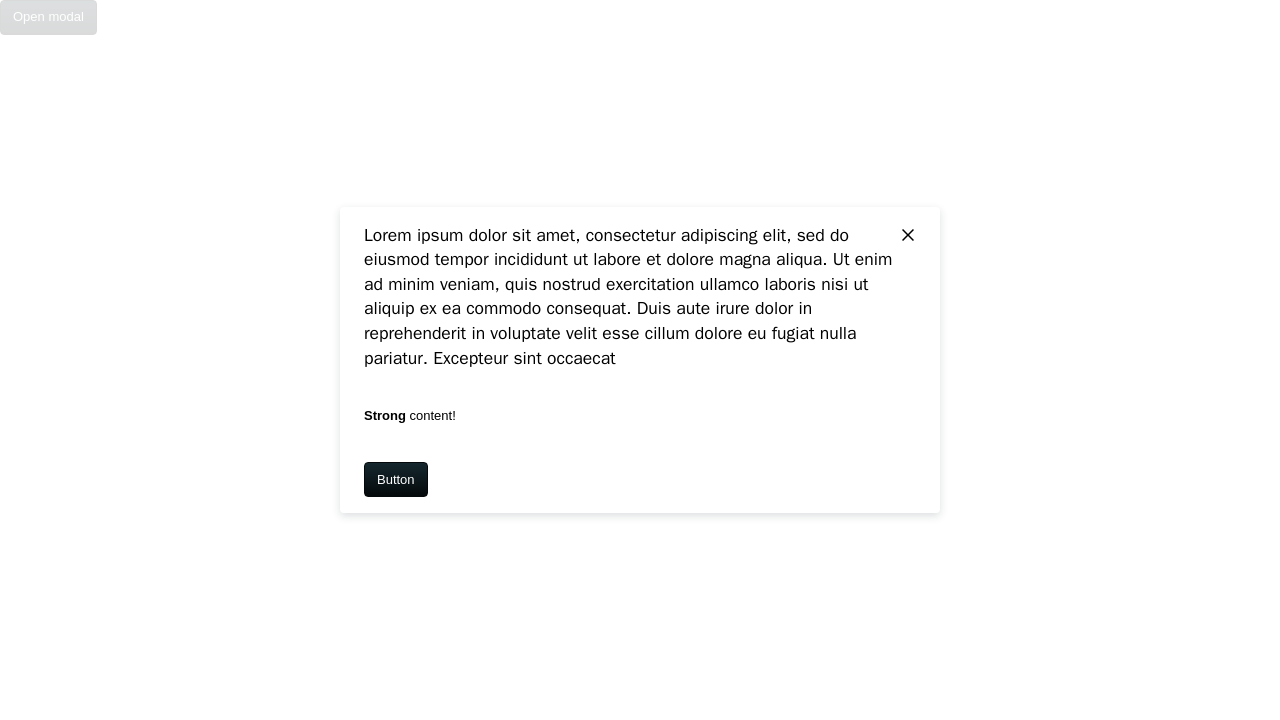 Open modal
Lorem ipsum dolor sit amet, consectetur adipiscing elit, sed do
eiusmod tempor incididunt ut labore et dolore magna aliqua. Ut enim
ad minim veniam, quis nostrud exercitation ullamco laboris nisi ut
aliquip ex ea commodo consequat. Duis aute irure dolor in
reprehenderit in voluptate velit esse cillum dolore eu fugiat nulla
pariatur. Excepteur sint occaecat
Strong content!
Button